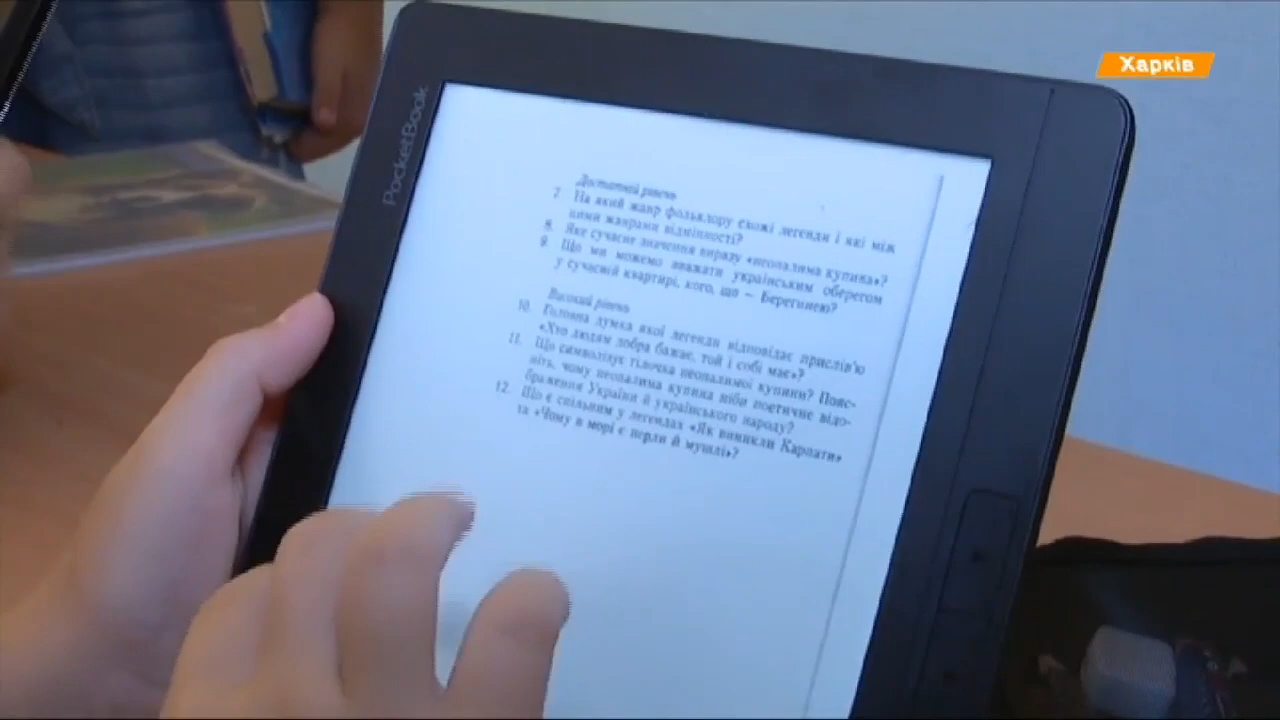 Харків
PocketBook
Достатній рівень
7. На який жанр фольклору схожі легенди і які між
цими жанрами відмінності?
8. Яке сучасне значення виразу «неопалима купина»?
9. Що ми можемо вважати українським оберегом
у сучасній квартирі, кого, що – Берегинею?
Високий рівень
10. Головна думка якої легенди відповідає прислів'ю
«Хто людям добра бажає, той і собі має»?
11. Що символізує гілочка неопалимої купини? Пояс-
ніть, чому неопалима купина ніби поетичне відо-
браження України й українського народу?
12. Що є спільним у легендах «Як виникли Карпати»
та «Чому в морі є перли й мушлі»?